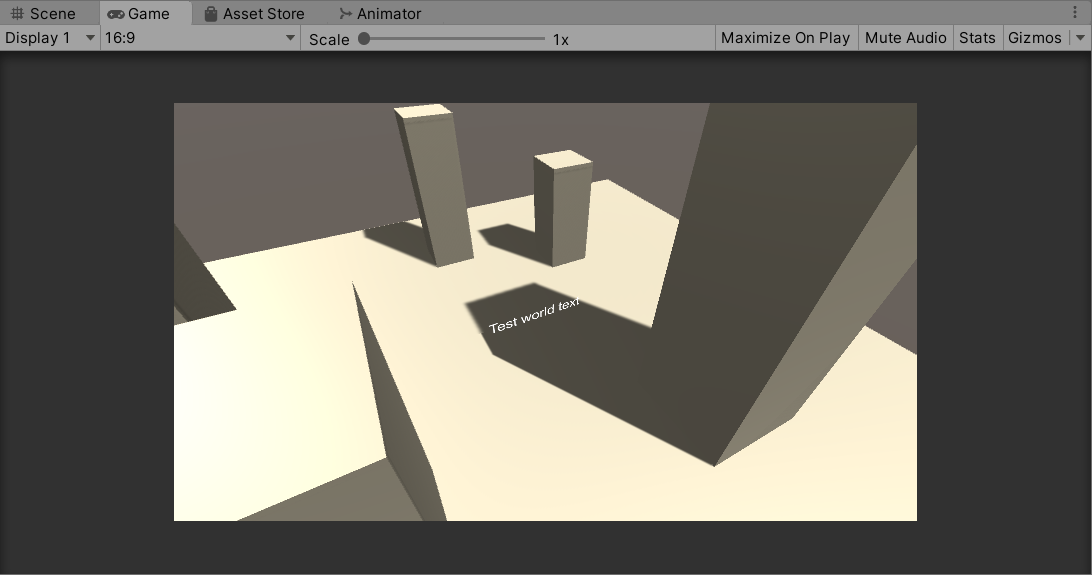 Scene Game Asset Store Animator
Display 1 16:9 Scale 1x Maximize On Play Mute Audio Stats Gizmos
Test world text